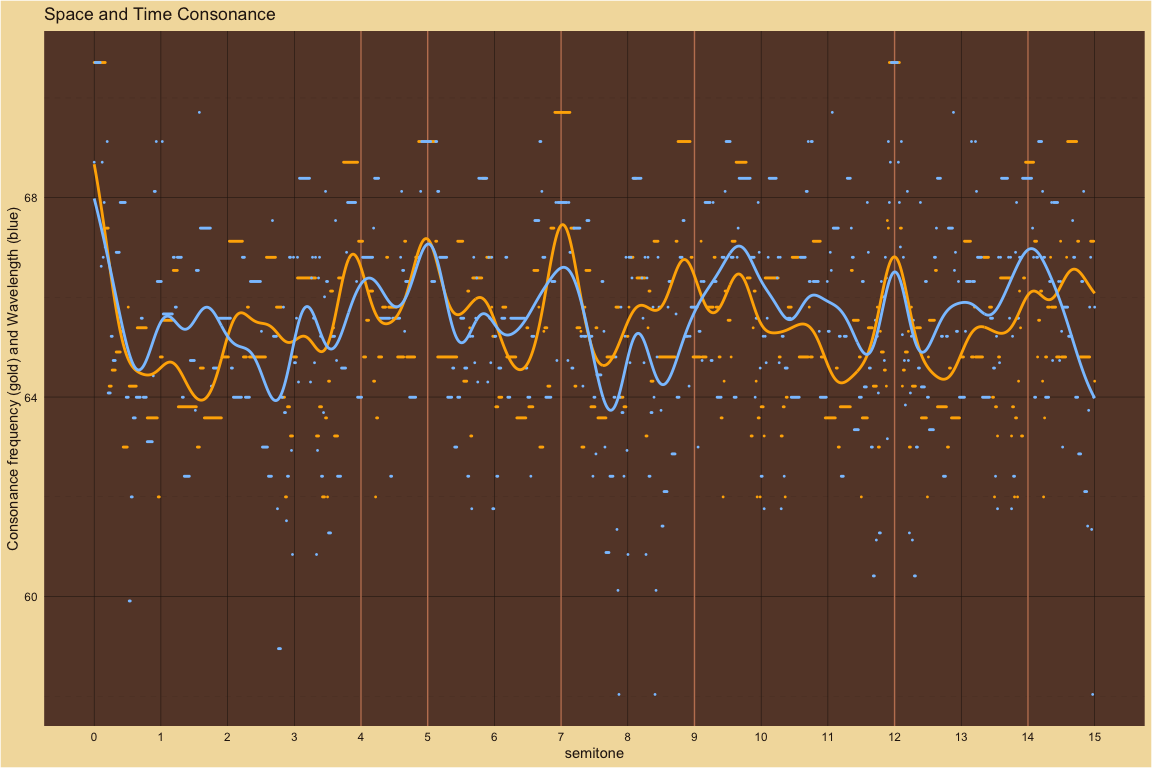 Space and Time Consonance
Consonance frequency (gold) and Wavelength (blue)
68
64
60
0 1 2 3 4 5 6 7 8 9 10 11 12 13 14 15
semitone